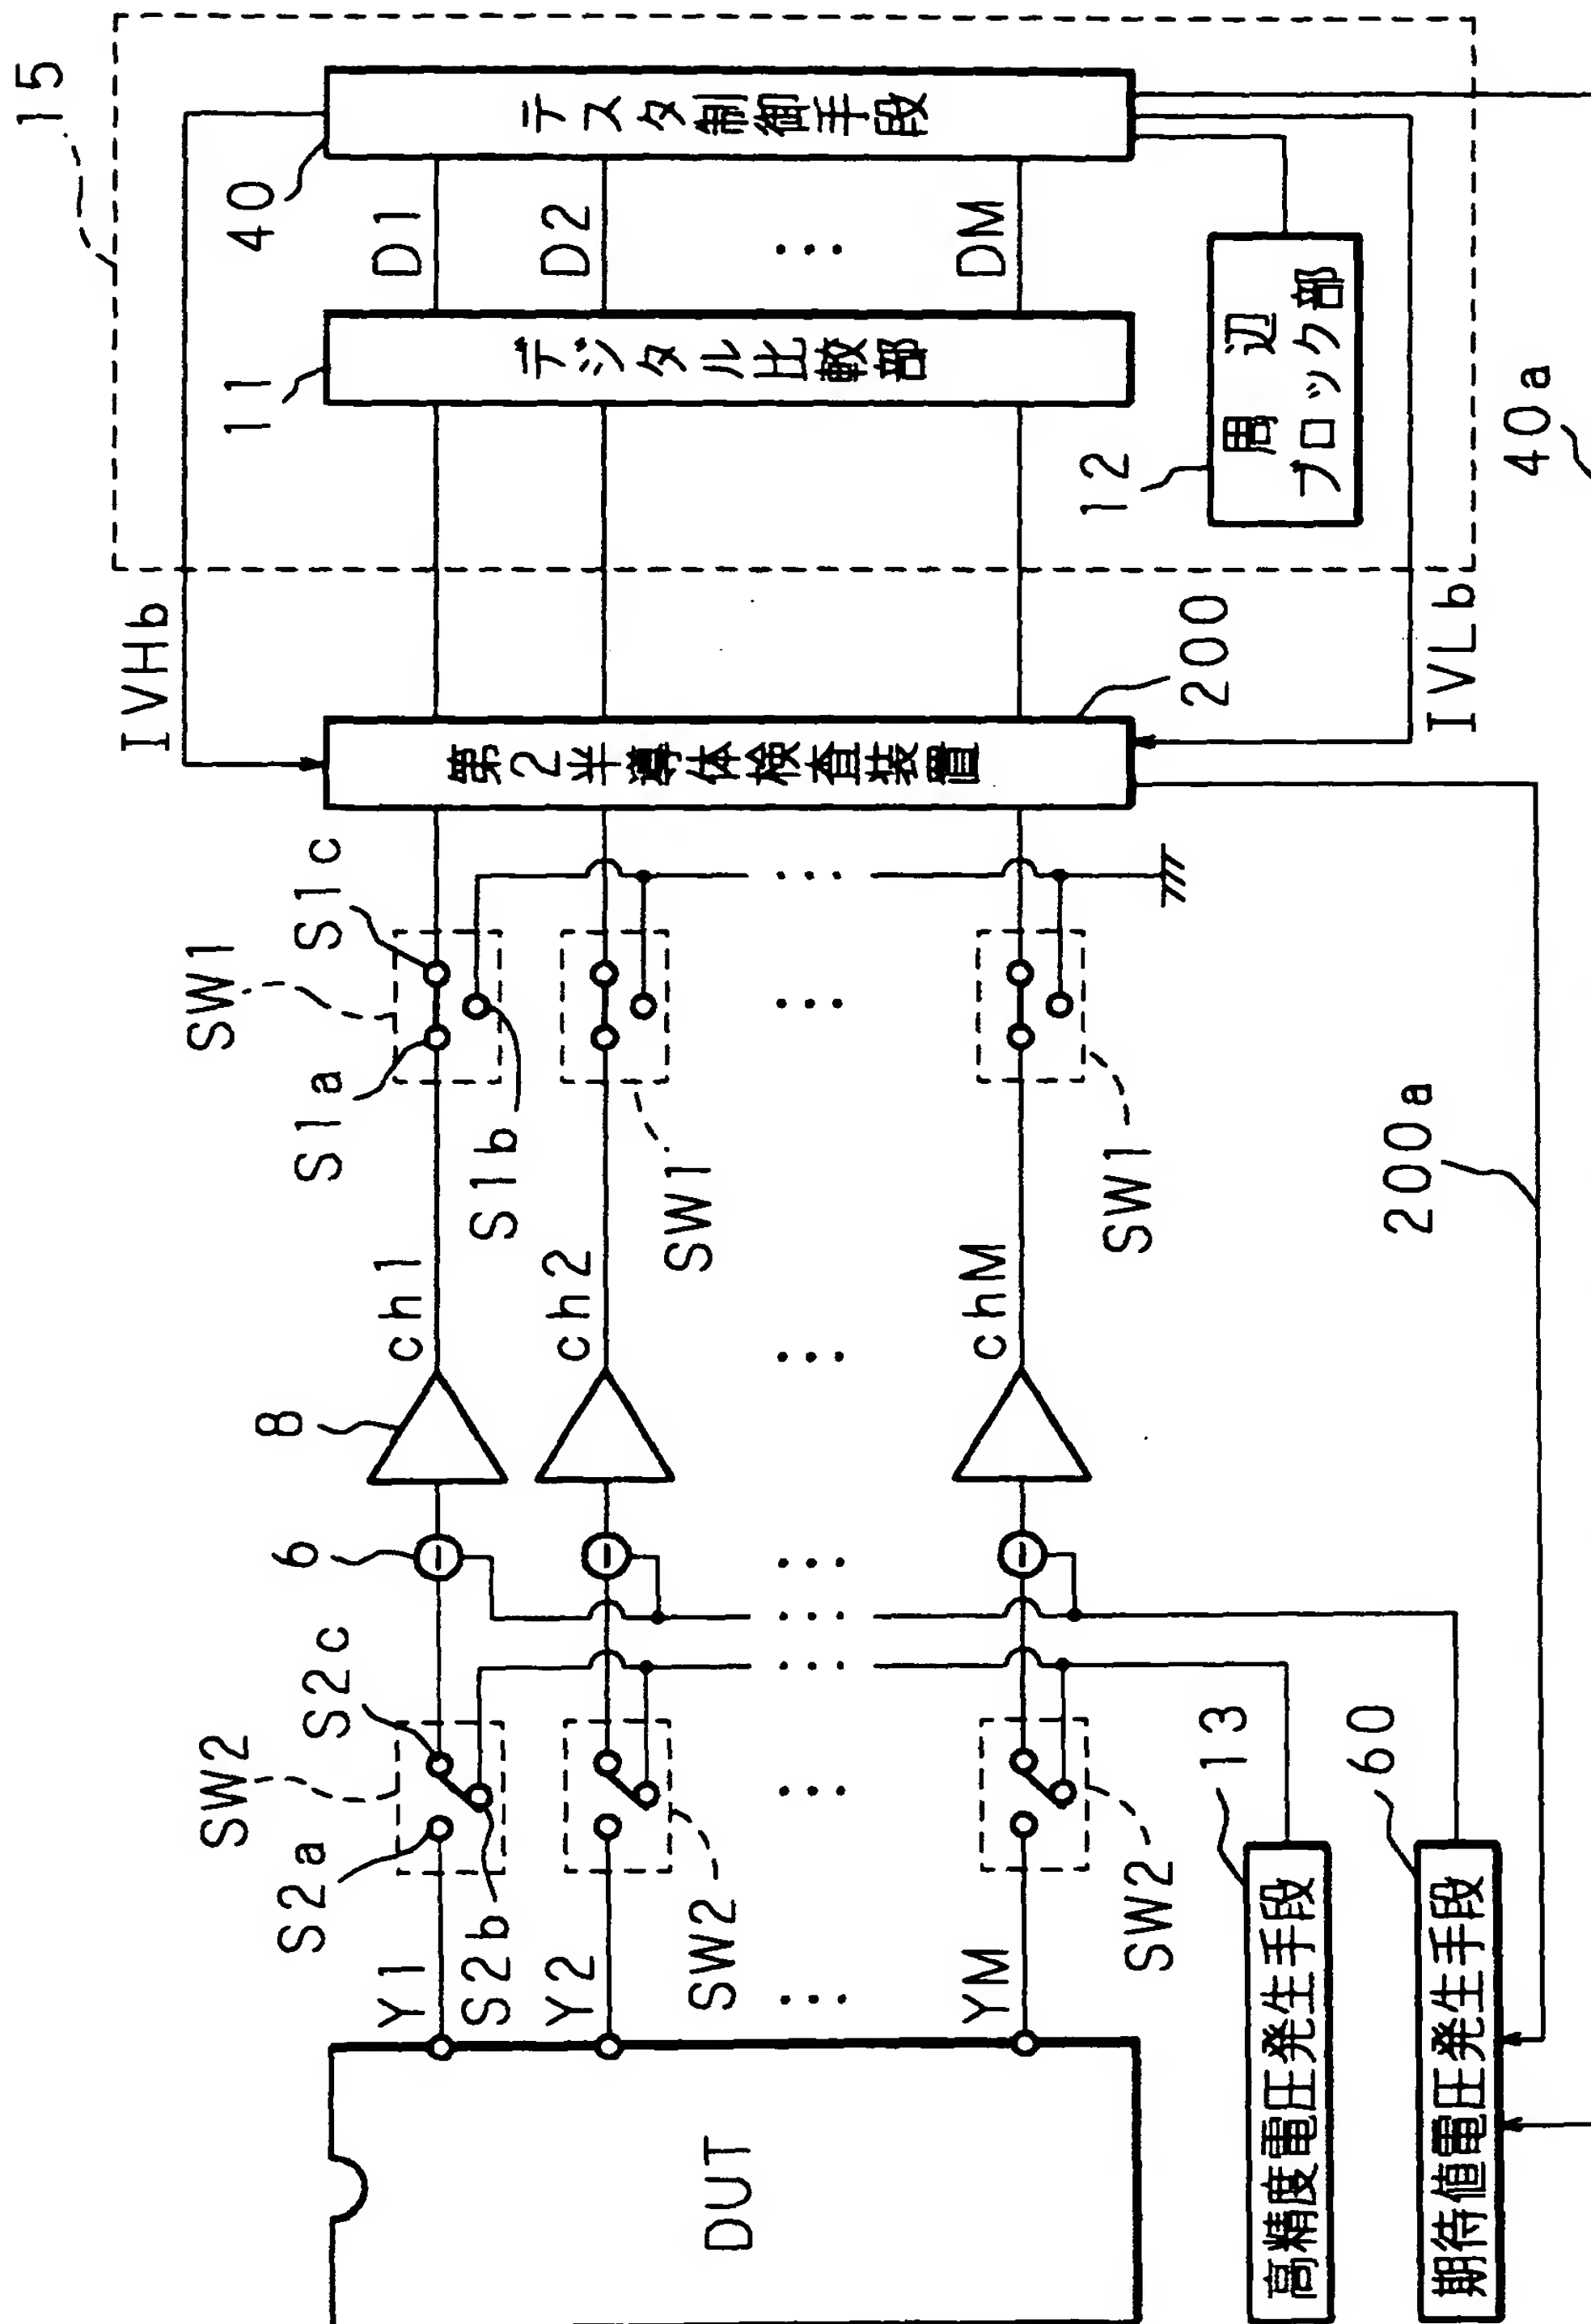 15
IVHb
40
テスタ制御手段
D1
D2
...
DM
11
デジタル比較部
12
周辺
ブロック部
40a
第2半導体検査装置
200
IVLb
SW1
S1a
S1c
S1b
SW1
...
...
SW1
200a
8
ch1
ch2
...
chM
6
...
...
...
SW2
S2a
S2c
S2b
SW2
...
SW2
Y1
Y2
...
YM
DUT
13
高精度電圧発生手段
60
期待値電圧発生手段